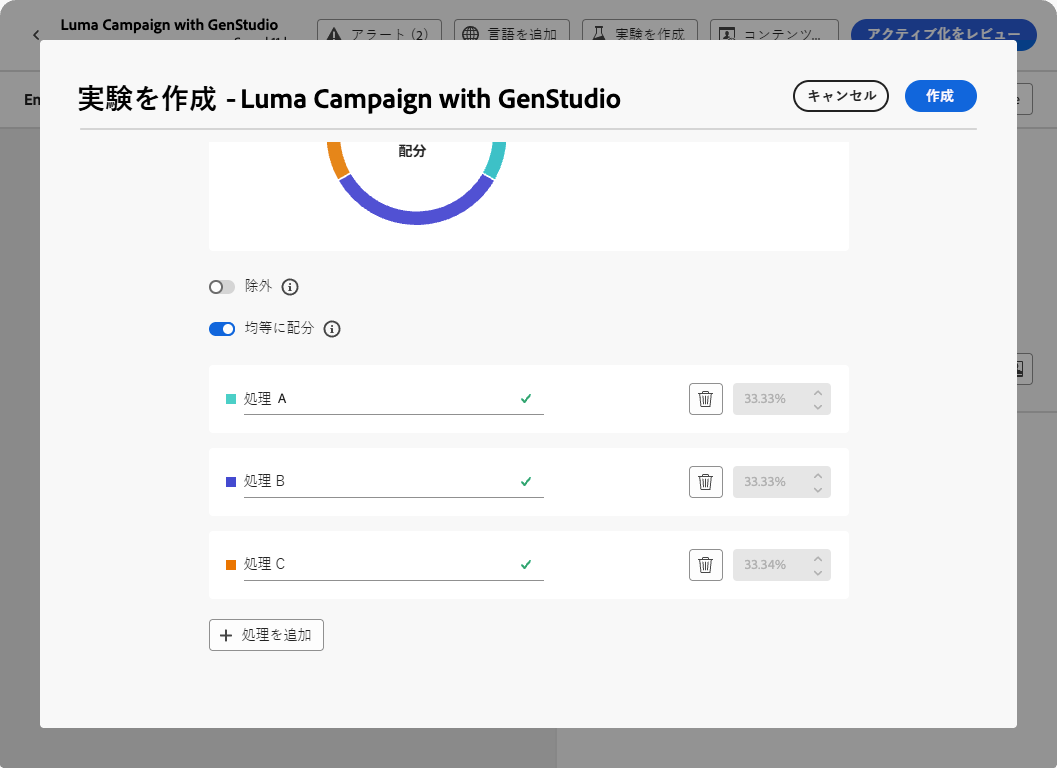 Luma Campaign with GenStudio
アラート (2)
言語を追加
実験を作成
コンテンツ...
アクティブ化をレビュー
実験を作成 - Luma Campaign with GenStudio
キャンセル
作成
配分
除外
均等に配分
処理 A
33.33%
処理 B
33.33%
処理 C
33.34%
処理を追加